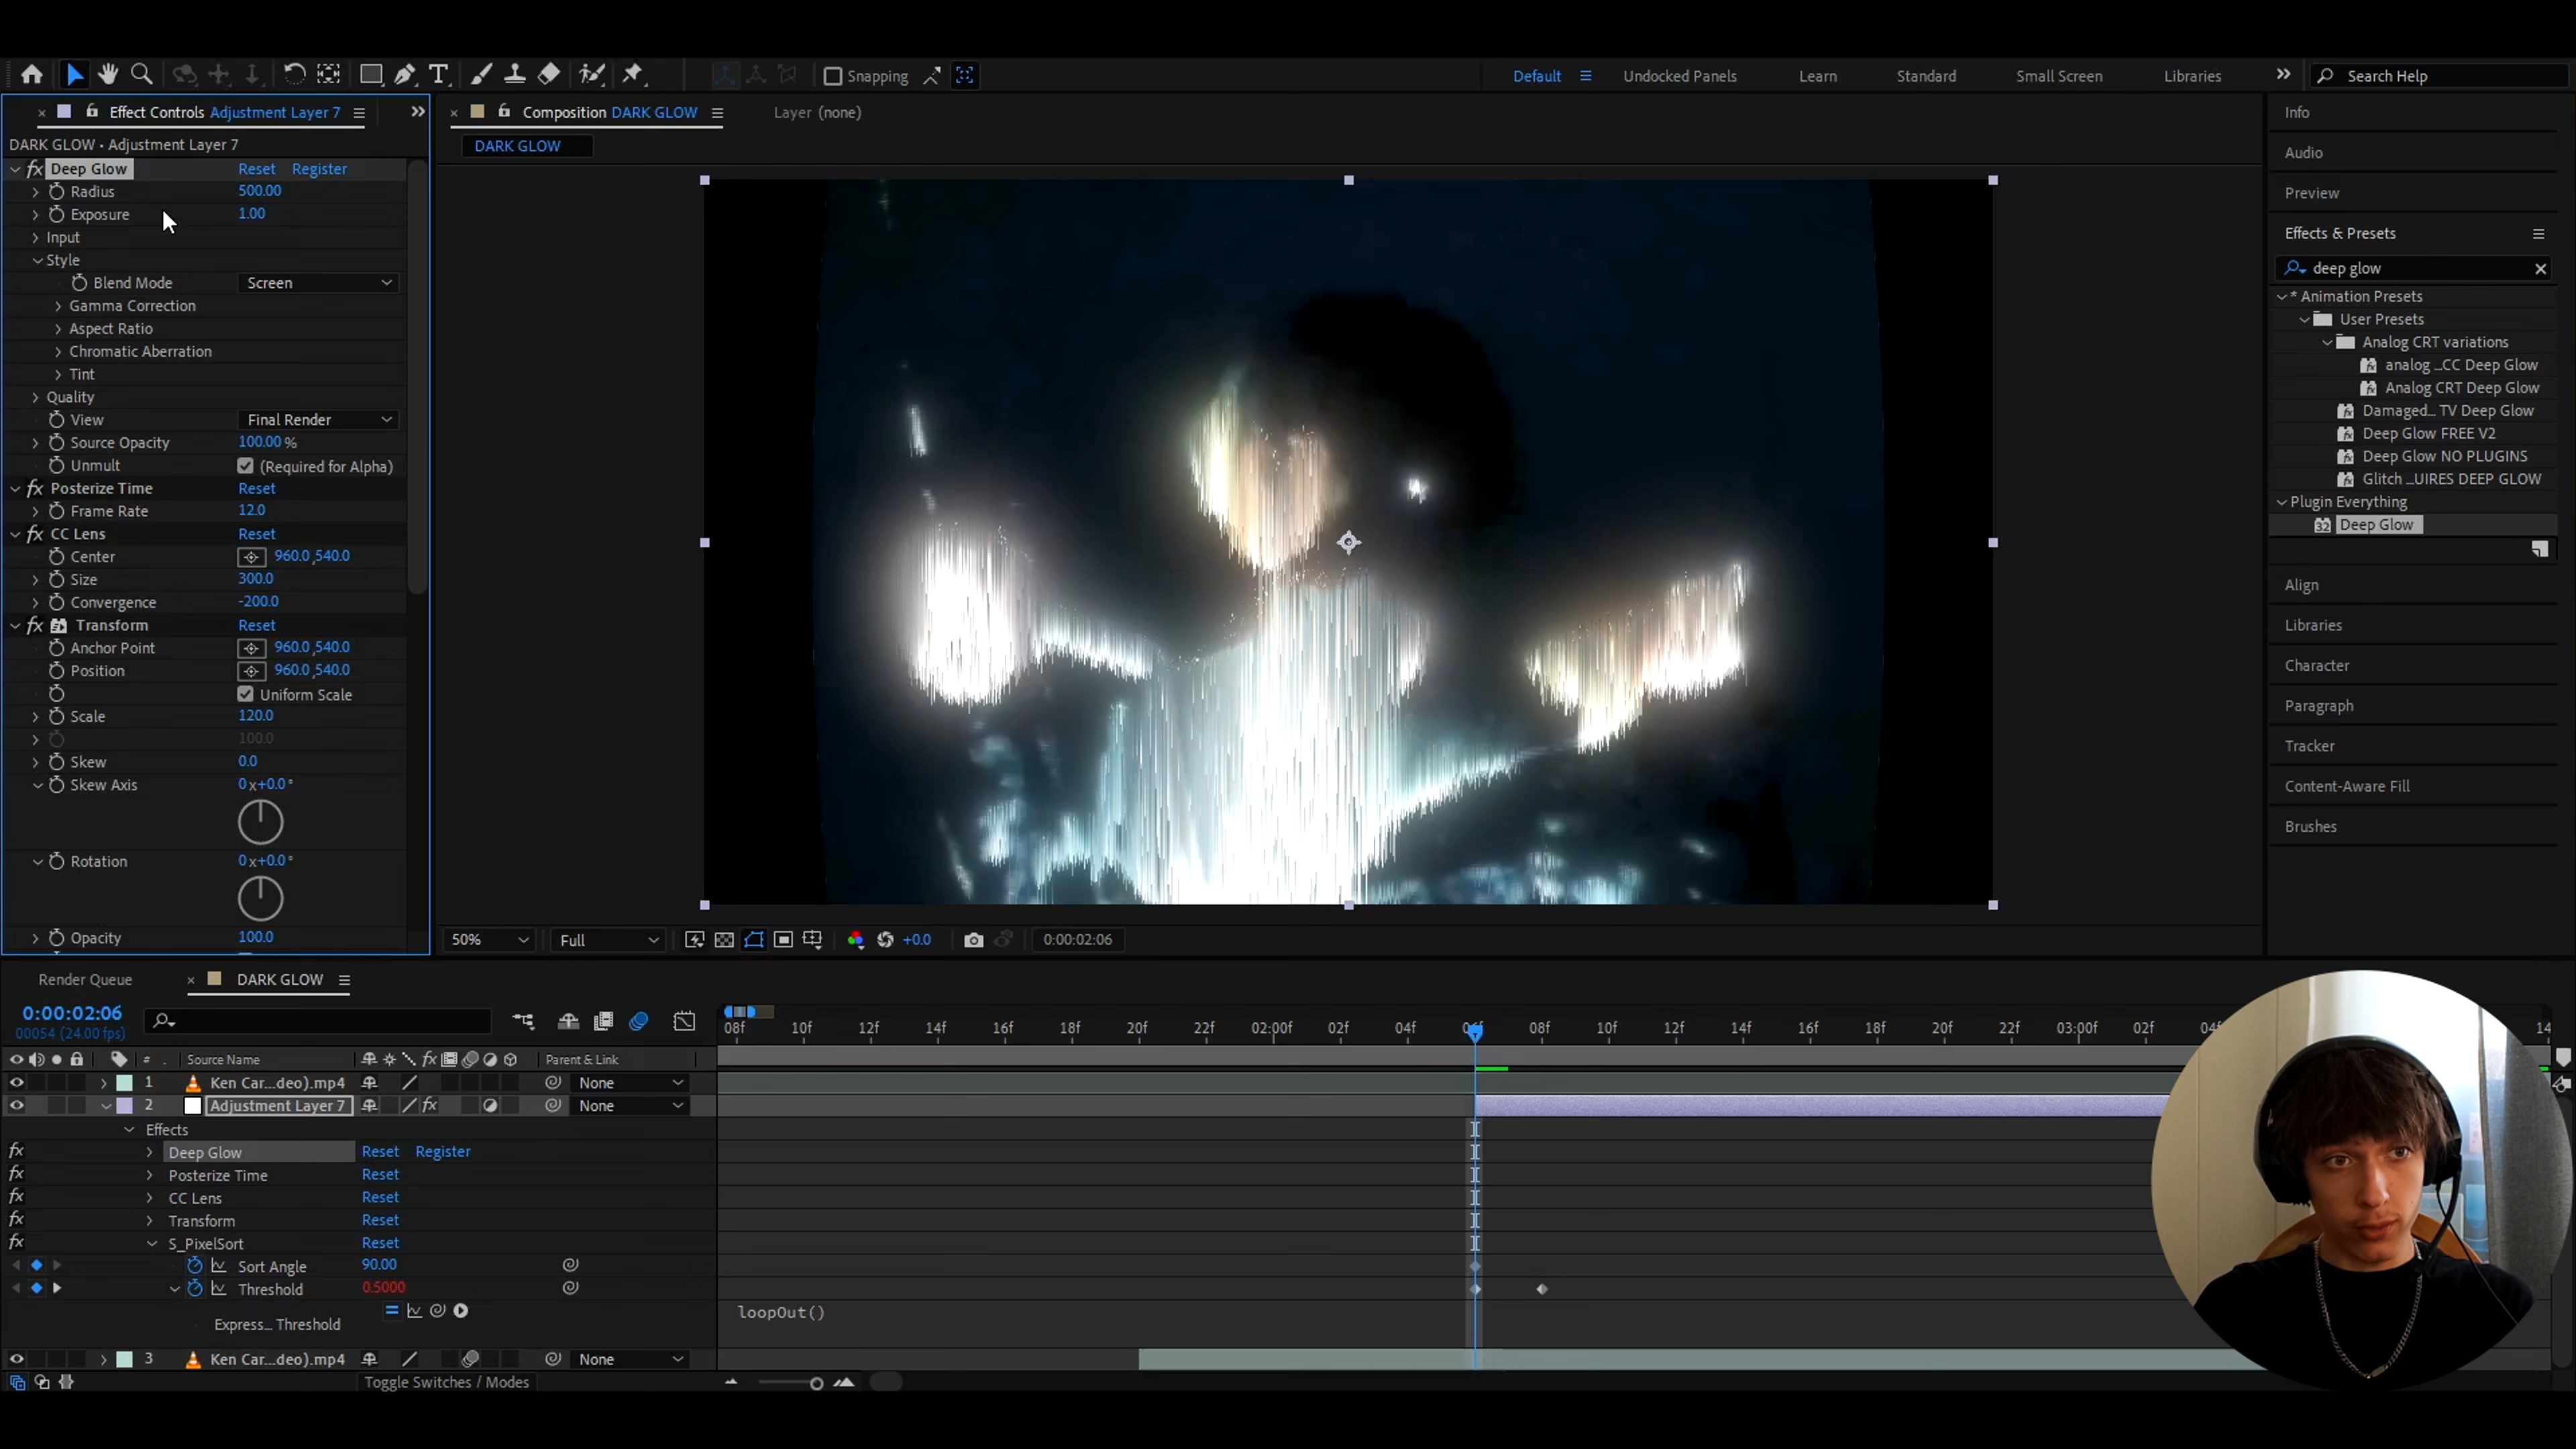 Snapping
Default
Undocked Panels
Learn
Standard
Small Screen
Libraries
Search Help
Effect Controls Adjustment Layer 7
Composition DARK GLOW
Layer (none)
DARK GLOW • Adjustment Layer 7
DARK GLOW
fx Deep Glow Reset Register
Radius 500.00
Exposure 1.00
Input
Style
Blend Mode Screen
Gamma Correction
Aspect Ratio
Chromatic Aberration
Tint
Quality
View Final Render
Source Opacity 100.00 %
Unmult (Required for Alpha)
fx Posterize Time Reset
Frame Rate 12.0
fx CC Lens Reset
Center 960.0,540.0
Size 300.0
Convergence -200.0
fx Transform Reset
Anchor Point 960.0,540.0
Position 960.0,540.0
Uniform Scale
Scale 120.0
100.0
Skew 0.0
Skew Axis 0x+0.0°
Rotation 0x+0.0°
Opacity 100.0
50%
Full
+0.0
0:00:02:06
Info
Audio
Preview
Effects & Presets
deep glow
* Animation Presets
User Presets
Analog CRT variations
analog ...CC Deep Glow
Analog CRT Deep Glow
Damaged... TV Deep Glow
Deep Glow FREE V2
Deep Glow NO PLUGINS
Glitch ...UIRES DEEP GLOW
Plugin Everything
32 Deep Glow
Align
Libraries
Character
Paragraph
Tracker
Content-Aware Fill
Brushes
Render Queue
DARK GLOW
0:00:02:06
00054 (24.00 fps)
08f 10f 12f 14f 16f 18f 20f 22f 02:00f 02f 04f 06f 08f 10f 12f 14f 16f 18f 20f 22f 03:00f 02f 04f 14
# Source Name fx Parent & Link
1 Ken Car...deo).mp4 None
2 Adjustment Layer 7 fx None
Effects
fx Deep Glow Reset Register
fx Posterize Time Reset
fx CC Lens Reset
fx Transform Reset
fx S_PixelSort Reset
Sort Angle 90.00
Threshold 0.5000
Express... Threshold
loopOut()
3 Ken Car...deo).mp4 None
Toggle Switches / Modes